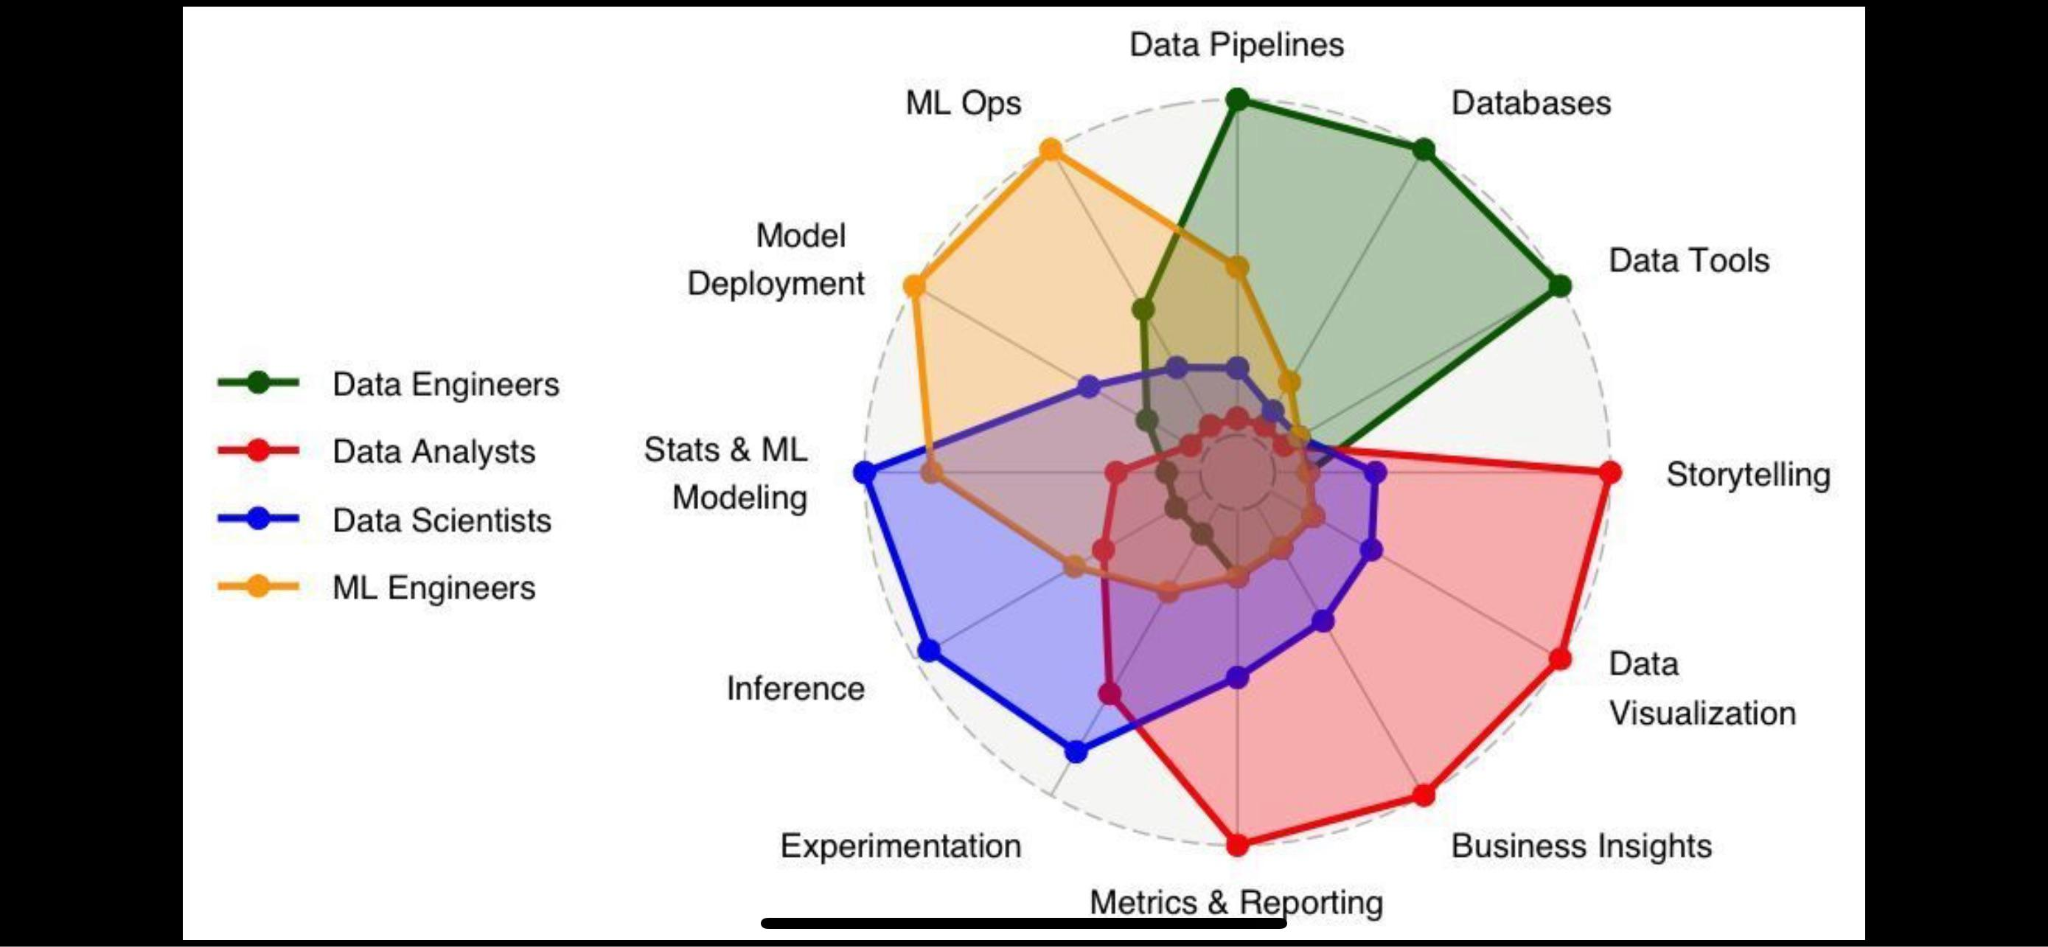 Data Pipelines
ML Ops
Databases
Model
Deployment
Data Tools
Data Engineers
Data Analysts
Stats & ML
Modeling
Storytelling
Data Scientists
ML Engineers
Inference
Data
Visualization
Experimentation
Business Insights
Metrics & Reporting